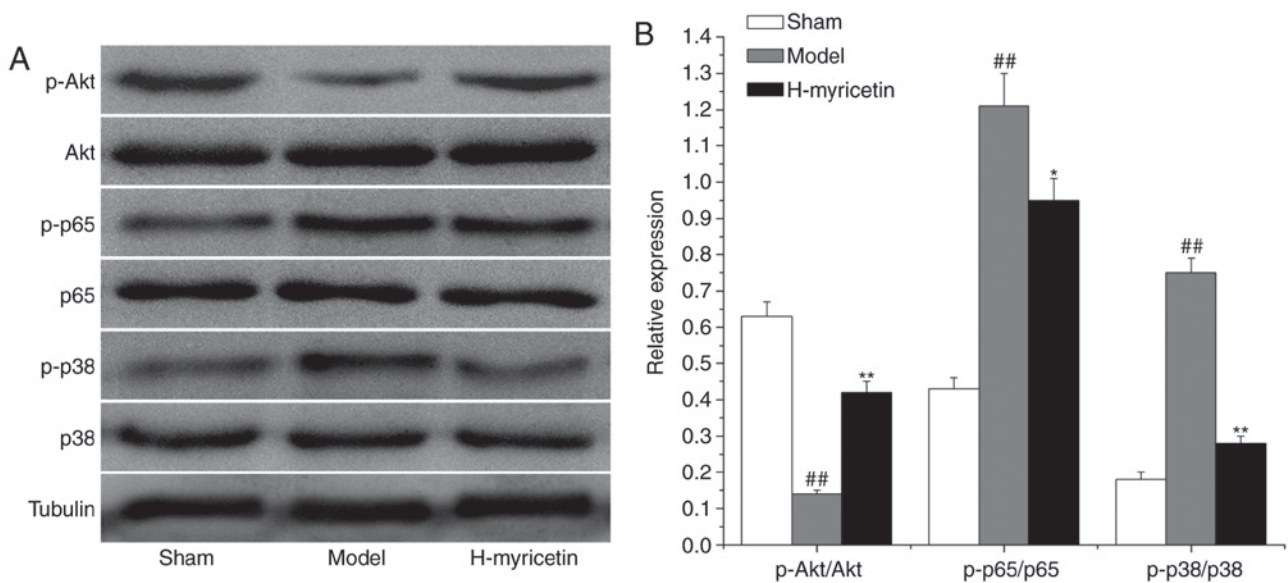 A
p-Akt
Akt
p-p65
p65
p-p38
p38
Tubulin
Sham Model H-myricetin
B
Sham
Model
H-myricetin
Relative expression
1.4
1.3
1.2
1.1
1.0
0.9
0.8
0.7
0.6
0.5
0.4
0.3
0.2
0.1
0.0
##
**
##
*
##
**
p-Akt/Akt p-p65/p65 p-p38/p38